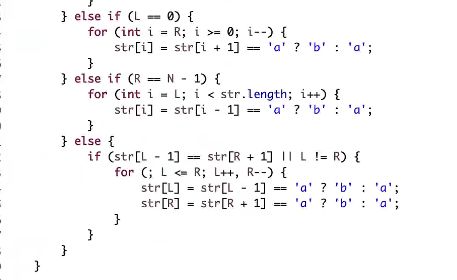 } else if (L == 0) {
for (int i = R; i >= 0; i--) {
str[i] = str[i + 1] == 'a' ? 'b' : 'a';
}
} else if (R == N - 1) {
for (int i = L; i < str.length; i++) {
str[i] = str[i - 1] == 'a' ? 'b' : 'a';
}
} else {
if (str[L - 1] == str[R + 1] || L != R) {
for (; L <= R; L++, R--) {
str[L] = str[L - 1] == 'a' ? 'b' : 'a';
str[R] = str[R + 1] == 'a' ? 'b' : 'a';
}
}
}
}